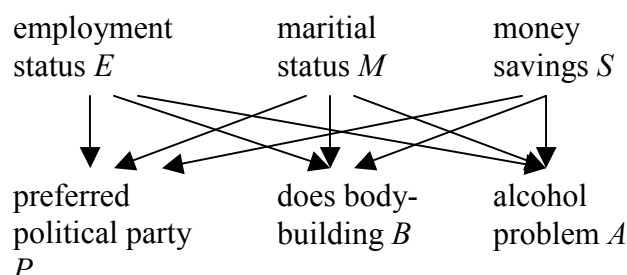 employment
status E
maritial
status M
money
savings S
preferred
political party
P
does body-
building B
alcohol
problem A